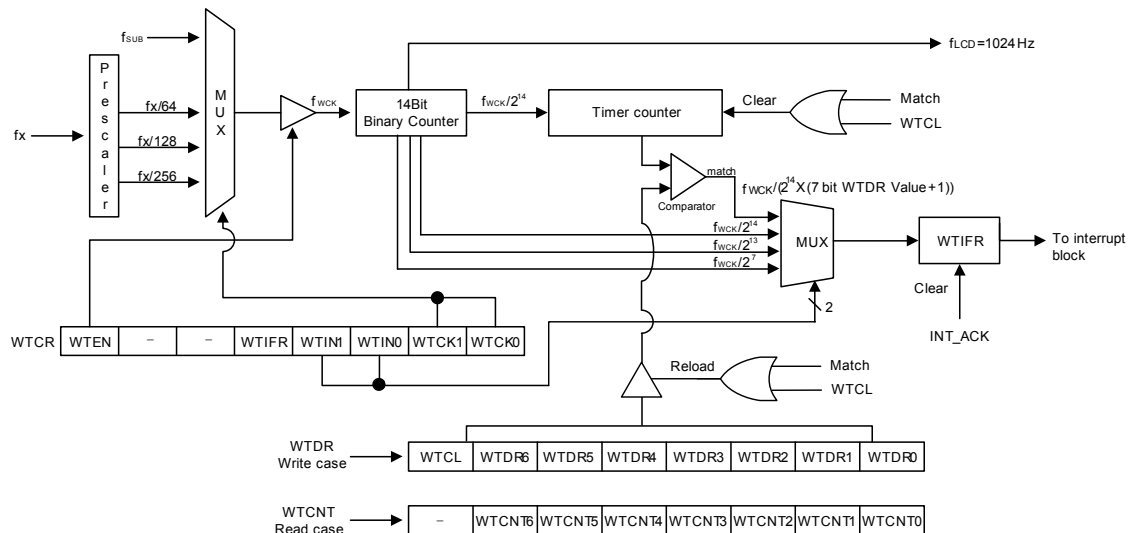 fSUB
fLCD=1024Hz
Prescaler
MUX
fWCK
14Bit
Binary Counter
fWCK/2^14
Timer counter
Clear
Match
WTCL
fx
fx/64
fx/128
fx/256
match
Comparator
fWCK/(2^14X(7 bit WTDR Value+1))
fWCK/2^14
fWCK/2^13
fWCK/2^7
MUX
WTIFR
To interrupt
block
Clear
2
INT_ACK
WTCR WTEN – – WTIFR WTIN1 WTIN0 WTCK1 WTCK0
Reload
Match
WTCL
WTDR
Write case
WTCL WTDR6 WTDR5 WTDR4 WTDR3 WTDR2 WTDR1 WTDR0
WTCNT
Read case
– WTCNT6 WTCNT5 WTCNT4 WTCNT3 WTCNT2 WTCNT1 WTCNT0